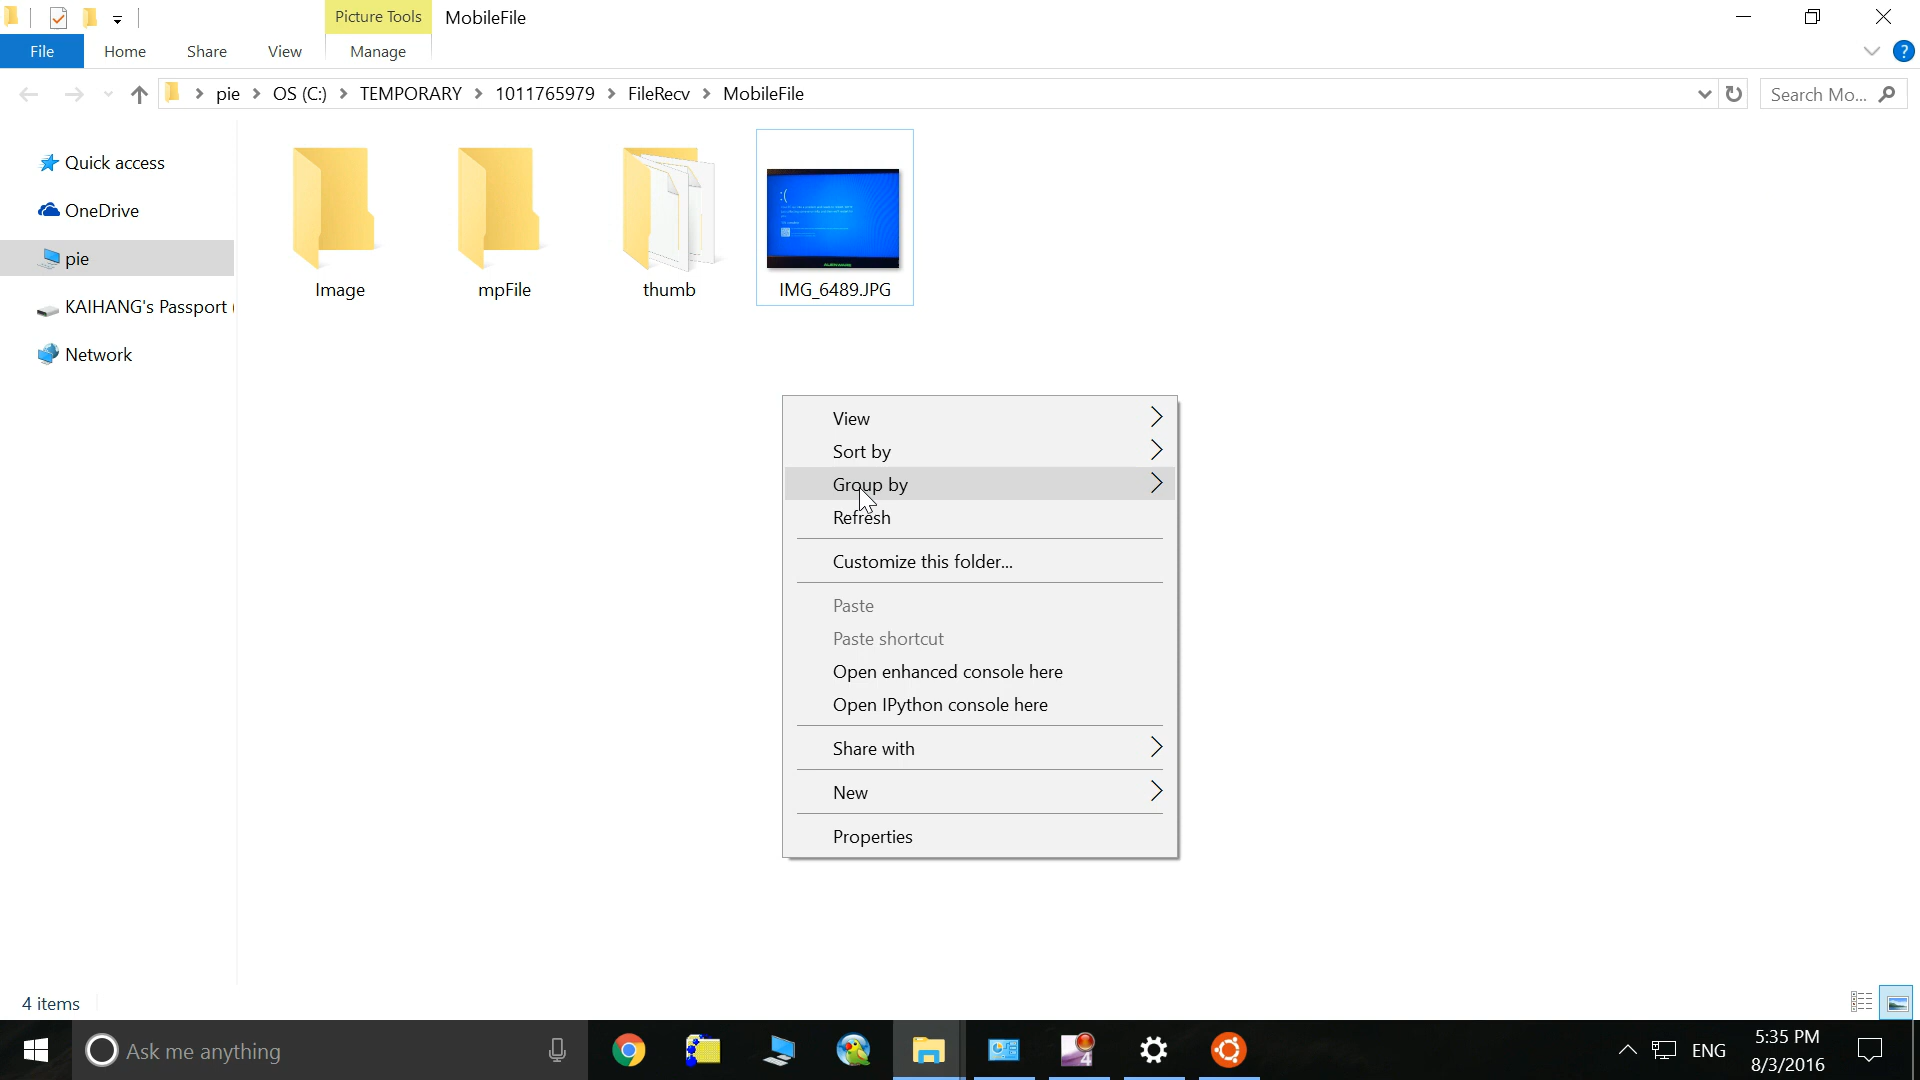 Picture Tools
MobileFile
File
Home
Share
View
Manage
?
pie
OS (C:)
TEMPORARY
1011765979
FileRecv
MobileFile
Search Mo...
Quick access
OneDrive
pie
KAIHANG's Passport (
Network
Image
mpFile
thumb
:(
IMG_6489.JPG
View
Sort by
Group by
Refresh
Customize this folder...
Paste
Paste shortcut
Open enhanced console here
Open IPython console here
Share with
New
Properties
4 items
Ask me anything
4
ENG
5:35 PM
8/3/2016